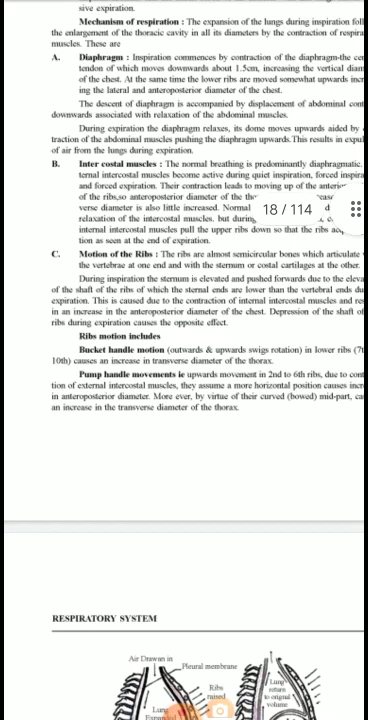 sive expiration.
Mechanism of respiration : The expansion of the lungs during inspiration foll
the enlargement of the thoracic cavity in all its diameters by the contraction of respira
muscles. These are
A. Diaphragm : Inspiration commences by contraction of the diaphragm-the cen
tendon of which moves downwards about 1.5cm, increasing the vertical diam
of the chest. At the same time the lower ribs are moved somewhat upwards incr
ing the lateral and anteroposterior diameter of the chest.
The descent of diaphragm is accompanied by displacement of abdominal cont
downwards associated with relaxation of the abdominal muscles.
During expiration the diaphragm relaxes, its dome moves upwards aided by
traction of the abdominal muscles pushing the diaphragm upwards.This results in expul
of air from the lungs during expiration.
B. Inter costal muscles : The normal breathing is predominantly diaphragmatic.
ternal intercostal muscles become active during quiet inspiration, forced inspira
and forced expiration. Their contraction leads to moving up of the anterio
of the ribs,so anteroposterior diameter of the
verse diameter is also little increased. Normal
18 / 114
relaxation of the intercostal muscles. but during
internal intercostal muscles pull the upper ribs down so that the ribs
tion as seen at the end of expiration.
C. Motion of the Ribs : The ribs are almost semicircular bones which articulate
the vertebrae at one end and with the sternum or costal cartilages at the other.
During inspiration the sternum is elevated and pushed forwards due to the eleva
of the shaft of the ribs of which the sternal ends are lower than the vertebral ends du
expiration. This is caused due to the contraction of internal intercostal muscles and res
in an increase in the anteroposterior diameter of the chest. Depression of the shaft of
ribs during expiration causes the opposite effect.
Ribs motion includes
Bucket handle motion (outwards & upwards swigs rotation) in lower ribs (7t
10th) causes an increase in transverse diameter of the thorax.
Pump handle movements ie upwards movement in 2nd to 6th ribs, due to cont
tion of external intercostal muscles, they assume a more horizontal position causes incr
in anteroposterior diameter. More ever, by virtue of their curved (bowed) mid-part, ca
an increase in the transverse diameter of the thorax.
RESPIRATORY SYSTEM
Air Drawan in
Pleural membrane
Ribs
raised
Lung
Lung
return
to orignal
volume